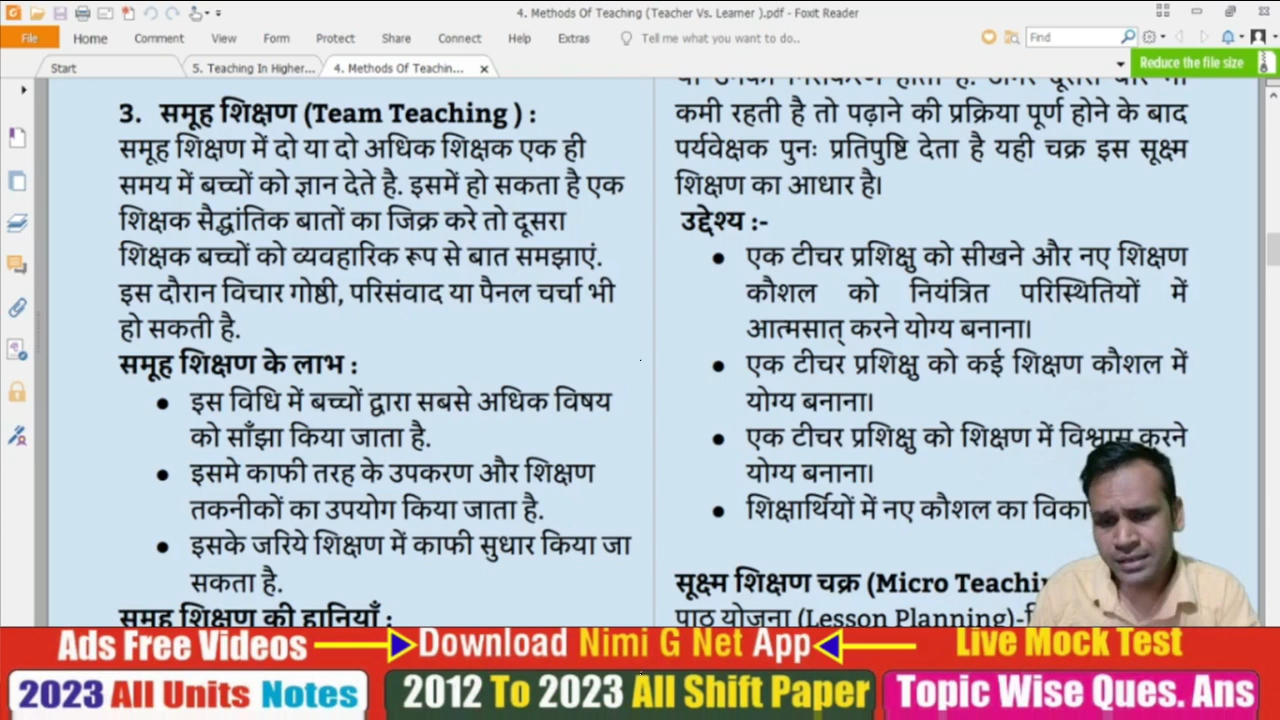 4. Methods Of Teaching (Teacher Vs. Learner ).pdf - Foxit Reader
File Home Comment View Form Protect Share Connect Help Extras Tell me what you want to do.. Find
Start 5. Teaching In Higher... 4. Methods Of Teachin... Reduce the file size
3. समूह शिक्षण (Team Teaching ) :
समूह शिक्षण में दो या दो अधिक शिक्षक एक ही
समय में बच्चों को ज्ञान देते है. इसमें हो सकता है एक
शिक्षक सैद्धांतिक बातों का जिक्र करे तो दूसरा
शिक्षक बच्चों को व्यवहारिक रूप से बात समझाएं.
इस दौरान विचार गोष्ठी, परिसंवाद या पैनल चर्चा भी
हो सकती है.
समूह शिक्षण के लाभ :
● इस विधि में बच्चों द्वारा सबसे अधिक विषय
को साँझा किया जाता है.
● इसमे काफी तरह के उपकरण और शिक्षण
तकनीकों का उपयोग किया जाता है.
● इसके जरिये शिक्षण में काफी सुधार किया जा
सकता है.
समूह शिक्षण की हानियाँ :
कमी रहती है तो पढ़ाने की प्रक्रिया पूर्ण होने के बाद
पर्यवेक्षक पुनः प्रतिपुष्टि देता है यही चक्र इस सूक्ष्म
शिक्षण का आधार है।
उद्देश्य :-
● एक टीचर प्रशिक्षु को सीखने और नए शिक्षण
कौशल को नियंत्रित परिस्थितियों में
आत्मसात् करने योग्य बनाना।
● एक टीचर प्रशिक्षु को कई शिक्षण कौशल में
योग्य बनाना।
● एक टीचर प्रशिक्षु को शिक्षण में विश्वास करने
योग्य बनाना।
● शिक्षार्थियों में नए कौशल का
सूक्ष्म शिक्षण चक्र (Micro
पाठ योजना (Lesson Planning)-
Ads Free Videos Download Nimi G Net App Live Mock Test
2023 All Units Notes 2012 To 2023 All Shift Paper Topic Wise Ques. Ans